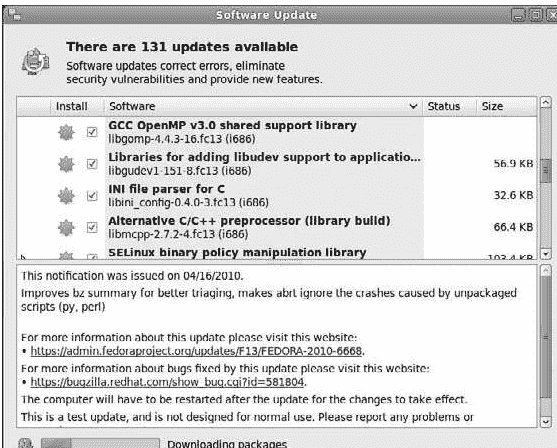 Software Update
There are 131 updates available
Software updates correct errors, eliminate
security vulnerabilities and provide new features.
Install Software Status Size
GCC OpenMP v3.0 shared support library
libgomp-4.4.3-16.fc13 (i686)
Libraries for adding libudev support to applicatio...
libgudev1-151-8.fc13 (i686) 56.9 KB
INI file parser for C
libini_config-0.4.0-3.fc13 (i686) 32.6 KB
Alternative C/C++ preprocessor (library build)
libmcpp-2.7.2-4.fc13 (i686) 66.4 KB
SELinux binary policy manipulation library
103.4 KB
This notification was issued on 04/16/2010.
Improves bz summary for better triaging, makes abrt ignore the crashes caused by unpackaged
scripts (py, perl)
For more information about this update please visit this website:
• https://admin.fedoraproject.org/updates/F13/FEDORA-2010-6668.
For more information about bugs fixed by this update please visit this website:
• https://bugzilla.redhat.com/show_bug.cgi?id=581804.
The computer will have to be restarted after the update for the changes to take effect.
This is a test update, and is not designed for normal use. Please report any problems or
Downloading packages